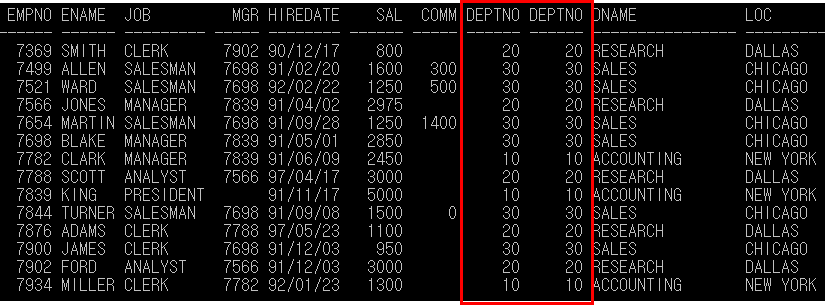 EMPNO ENAME JOB MGR HIREDATE SAL COMM DEPTNO DEPTNO DNAME LOC
7369 SMITH CLERK 7902 90/12/17 800 20 20 RESEARCH DALLAS
7499 ALLEN SALESMAN 7698 91/02/20 1600 300 30 30 SALES CHICAGO
7521 WARD SALESMAN 7698 92/02/22 1250 500 30 30 SALES CHICAGO
7566 JONES MANAGER 7839 91/04/02 2975 20 20 RESEARCH DALLAS
7654 MARTIN SALESMAN 7698 91/09/28 1250 1400 30 30 SALES CHICAGO
7698 BLAKE MANAGER 7839 91/05/01 2850 30 30 SALES CHICAGO
7782 CLARK MANAGER 7839 91/06/09 2450 10 10 ACCOUNTING NEW YORK
7788 SCOTT ANALYST 7566 97/04/17 3000 20 20 RESEARCH DALLAS
7839 KING PRESIDENT 91/11/17 5000 10 10 ACCOUNTING NEW YORK
7844 TURNER SALESMAN 7698 91/09/08 1500 0 30 30 SALES CHICAGO
7876 ADAMS CLERK 7788 97/05/23 1100 20 20 RESEARCH DALLAS
7900 JAMES CLERK 7698 91/12/03 950 30 30 SALES CHICAGO
7902 FORD ANALYST 7566 91/12/03 3000 20 20 RESEARCH DALLAS
7934 MILLER CLERK 7782 92/01/23 1300 10 10 ACCOUNTING NEW YORK